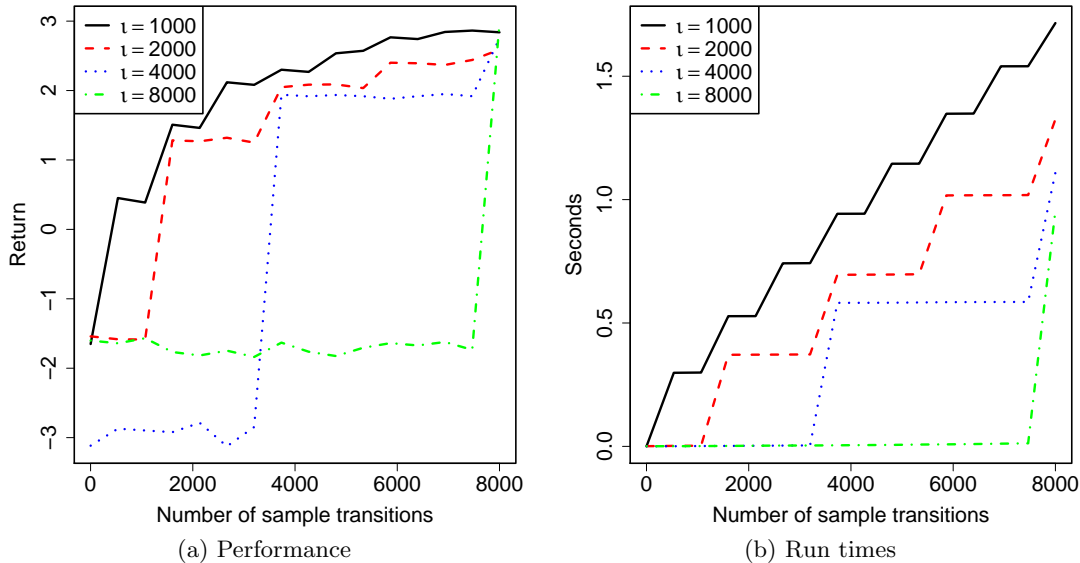 ι = 1000
ι = 2000
ι = 4000
ι = 8000
3
2
1
0
−1
−2
−3
Return
0 2000 4000 6000 8000
Number of sample transitions
(a) Performance
ι = 1000
ι = 2000
ι = 4000
ι = 8000
1.5
1.0
0.5
0.0
Seconds
0 2000 4000 6000 8000
Number of sample transitions
(b) Run times